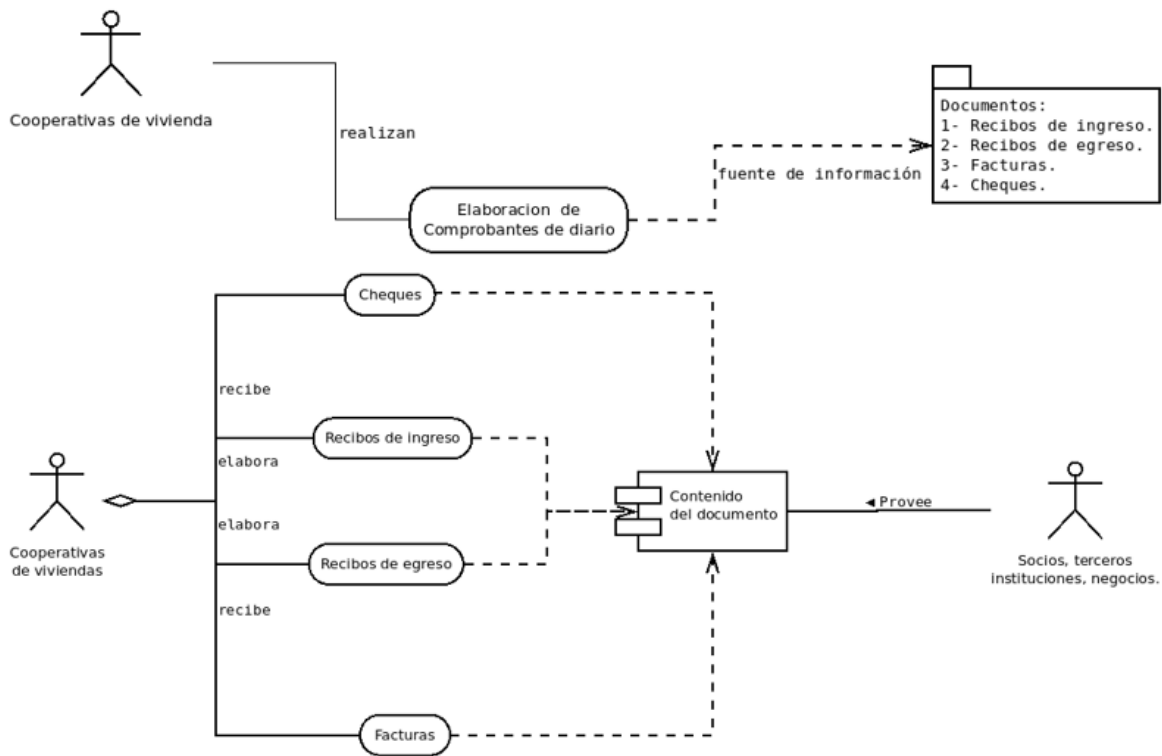 Cooperativas de vivienda
realizan
Elaboracion de
Comprobantes de diario
fuente de información
Documentos:
1- Recibos de ingreso.
2- Recibos de egreso.
3- Facturas.
4- Cheques.
Cheques
recibe
Recibos de ingreso
elabora
Cooperativas
de viviendas
elabora
Recibos de egreso
recibe
Facturas
Contenido
del documento
◄ Provee
Socios, terceros
instituciones, negocios.